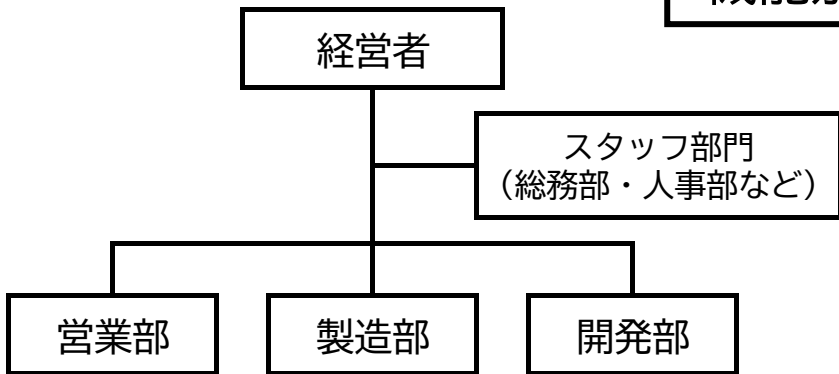 経営者
スタッフ部門
（総務部・人事部など）
営業部
製造部
開発部